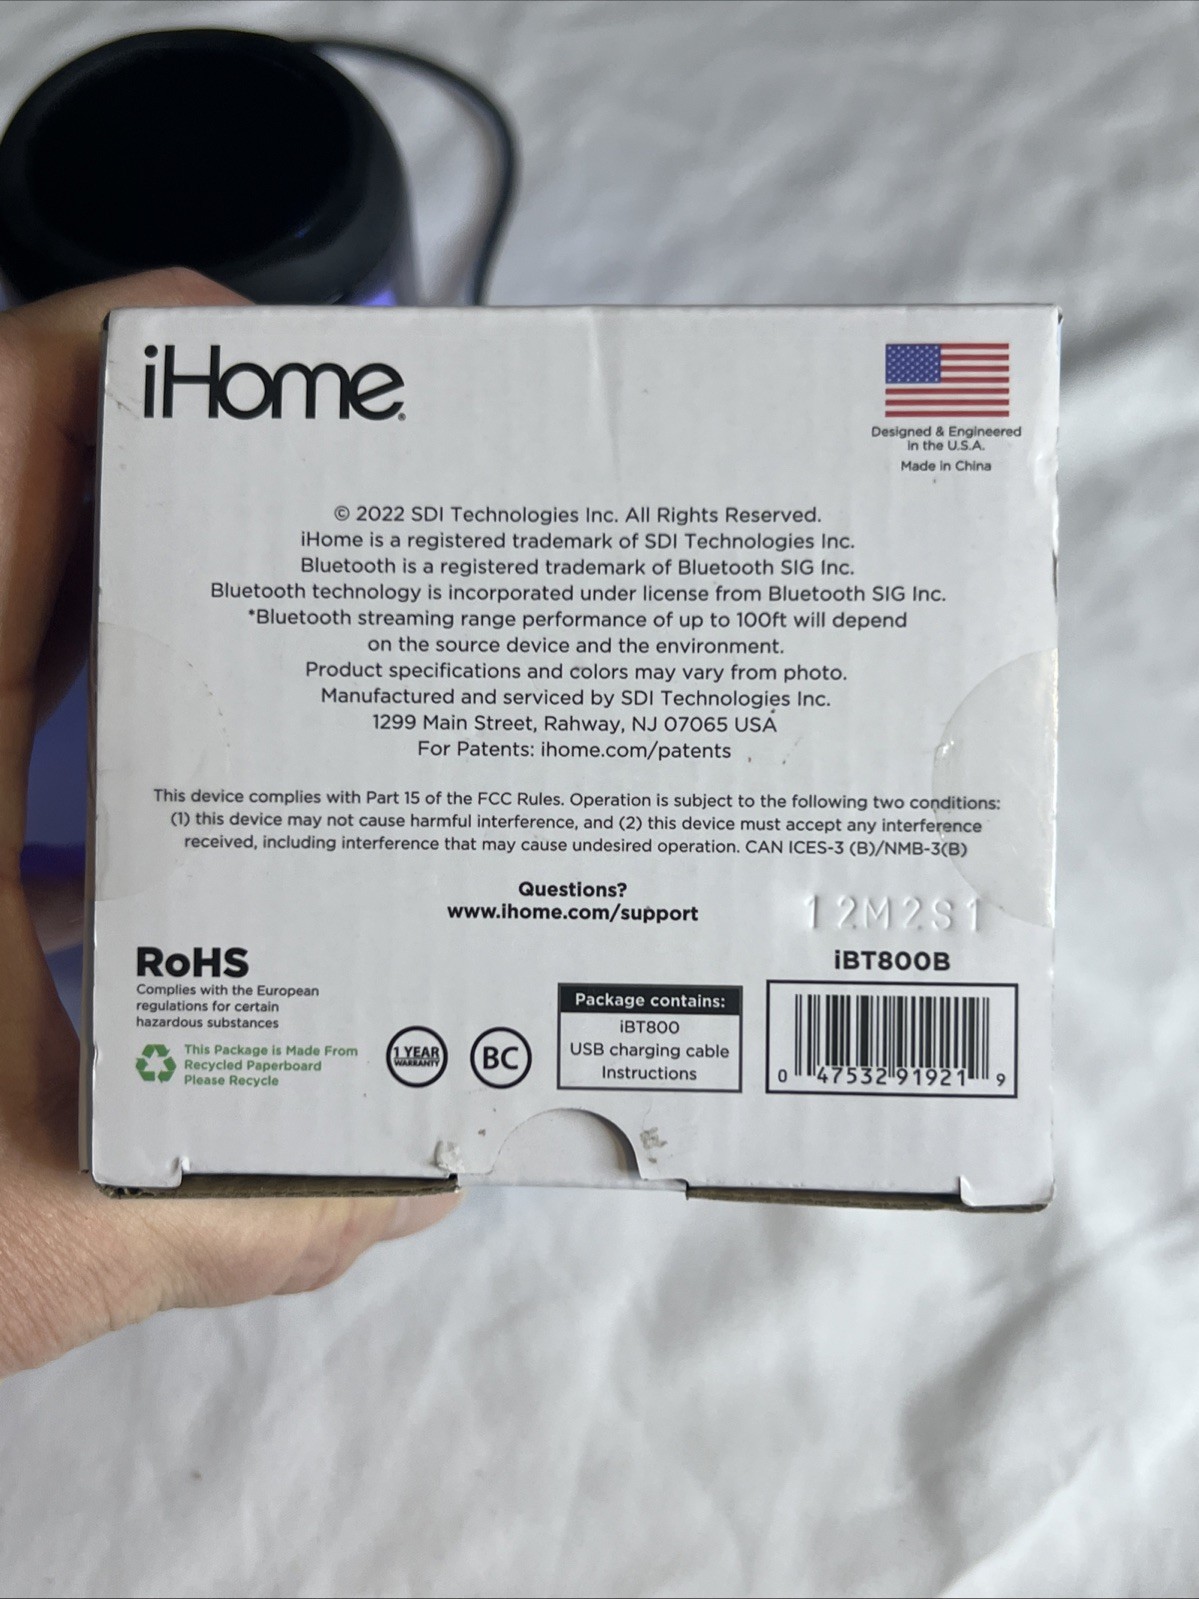 iHome®
Designed & Engineered
in the U.S.A.
Made in China
© 2022 SDI Technologies Inc. All Rights Reserved.
iHome is a registered trademark of SDI Technologies Inc.
Bluetooth is a registered trademark of Bluetooth SIG Inc.
Bluetooth technology is incorporated under license from Bluetooth SIG Inc.
*Bluetooth streaming range performance of up to 100ft will depend
on the source device and the environment.
Product specifications and colors may vary from photo.
Manufactured and serviced by SDI Technologies Inc.
1299 Main Street, Rahway, NJ 07065 USA
For Patents: ihome.com/patents
This device complies with Part 15 of the FCC Rules. Operation is subject to the following two conditions:
(1) this device may not cause harmful interference, and (2) this device must accept any interference
received, including interference that may cause undesired operation. CAN ICES-3 (B)/NMB-3(B)
Questions?
www.ihome.com/support
12M2S1
RoHS
Complies with the European
regulations for certain
hazardous substances
This Package is Made From
Recycled Paperboard
Please Recycle
1 YEAR
WARRANTY
BC
Package contains:
iBT800
USB charging cable
Instructions
iBT800B
0 47532 91921 9